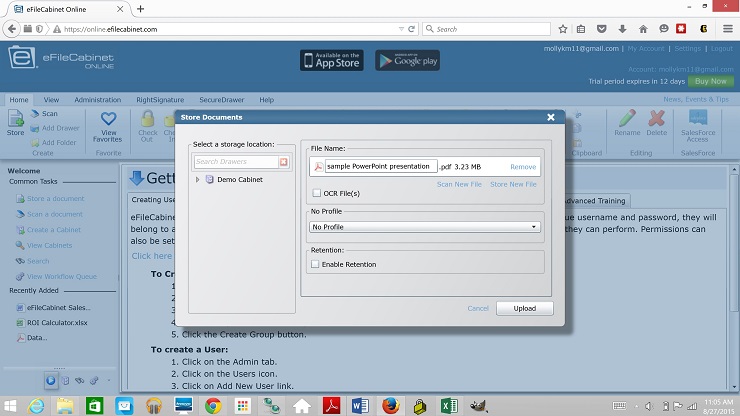 eFileCabinet Online
https://online.efilecabinet.com
Search
eFileCabinet
ONLINE
Available on the
App Store
ANDROID APP ON
Google play
mollykm11@gmail.com | My Account | Settings | Logout
Account: mollykm11@gmail.com
Trial period expires in 12 days Buy Now
Home View Administration RightSignature SecureDrawer Help
News, Events & Tips
Store
Scan
Add Drawer
Add Folder
Create
View
Favorites
Favorites
Check
Out
Check
In
Clipboard
Rename
Delete
Editing
SalesForce
Access
SalesForce
Welcome
Common Tasks
Store a document
Scan a document
Create a Cabinet
View Cabinets
Search
View Workflow Queue
Recently Added
eFileCabinet Sales...
ROI Calculator.xlsx
Data...
Store Documents
Select a storage location:
Search Drawers
Demo Cabinet
File Name:
sample PowerPoint presentation .pdf 3.23 MB Remove
Scan New File Store New File
OCR File(s)
No Profile
No Profile
Retention:
Enable Retention
Cancel Upload
Creating Use
Advanced Training
eFileCabine
ue username and password, they will
belong to a
they can perform. Permissions can
also be set
Click here
To Cr
5. Click the Create Group button.
To create a User:
1. Click on the Admin tab.
2. Click on the Users icon.
3. Click on Add New User link.
11:05 AM
8/27/2015